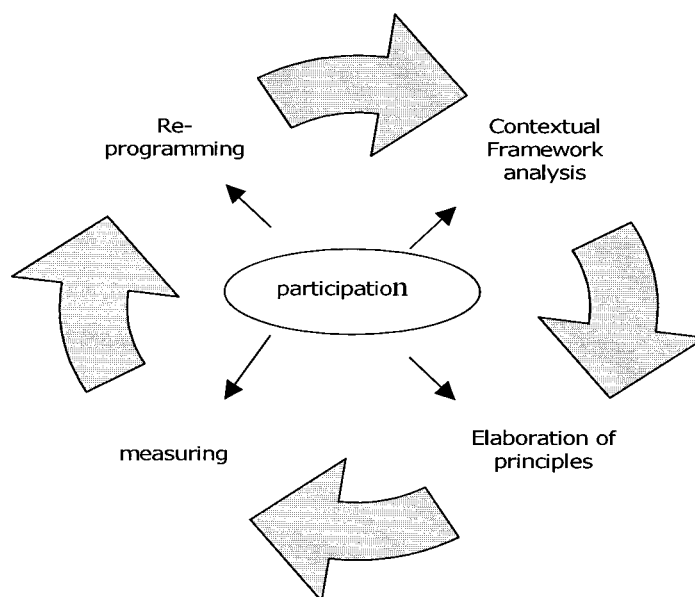 Re-
programming
Contextual
Framework
analysis
participation
measuring
Elaboration of
principles